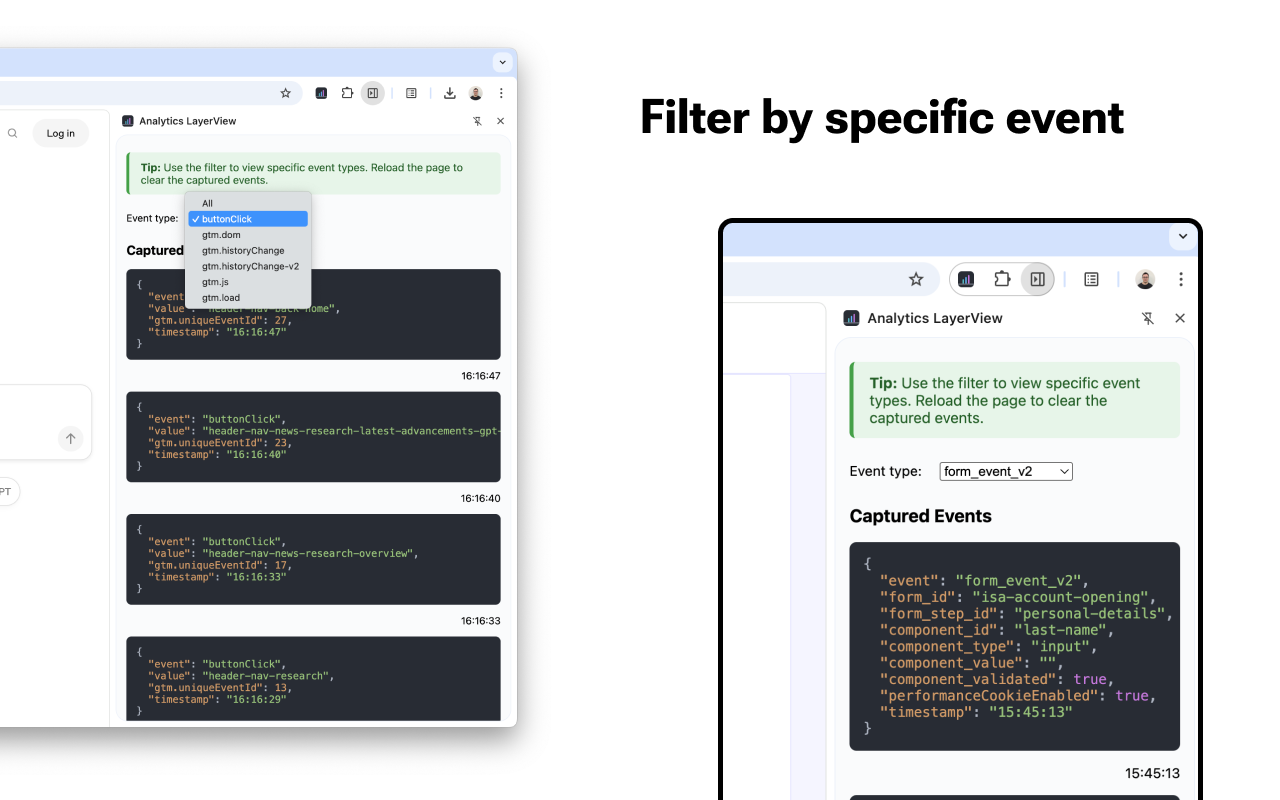 Filter by specific event
Log in
PT
Analytics LayerView
Tip: Use the filter to view specific event types. Reload the page to
clear the captured events.
Event type:
All
✓ buttonClick
gtm.dom
gtm.historyChange
gtm.historyChange-v2
gtm.js
gtm.load
Captured
{
"event
"value": "header-nav-back-home",
"gtm.uniqueEventId": 27,
"timestamp": "16:16:47"
}
16:16:47
{
"event": "buttonClick",
"value": "header-nav-news-research-latest-advancements-gpt-
"gtm.uniqueEventId": 23,
"timestamp": "16:16:40"
}
16:16:40
{
"event": "buttonClick",
"value": "header-nav-news-research-overview",
"gtm.uniqueEventId": 17,
"timestamp": "16:16:33"
}
16:16:33
{
"event": "buttonClick",
"value": "header-nav-research",
"gtm.uniqueEventId": 13,
"timestamp": "16:16:29"
}
Analytics LayerView
Tip: Use the filter to view specific event
types. Reload the page to clear the
captured events.
Event type: form_event_v2
Captured Events
{
"event": "form_event_v2",
"form_id": "isa-account-opening",
"form_step_id": "personal-details",
"component_id": "last-name",
"component_type": "input",
"component_value": "",
"component_validated": true,
"performanceCookieEnabled": true,
"timestamp": "15:45:13"
}
15:45:13